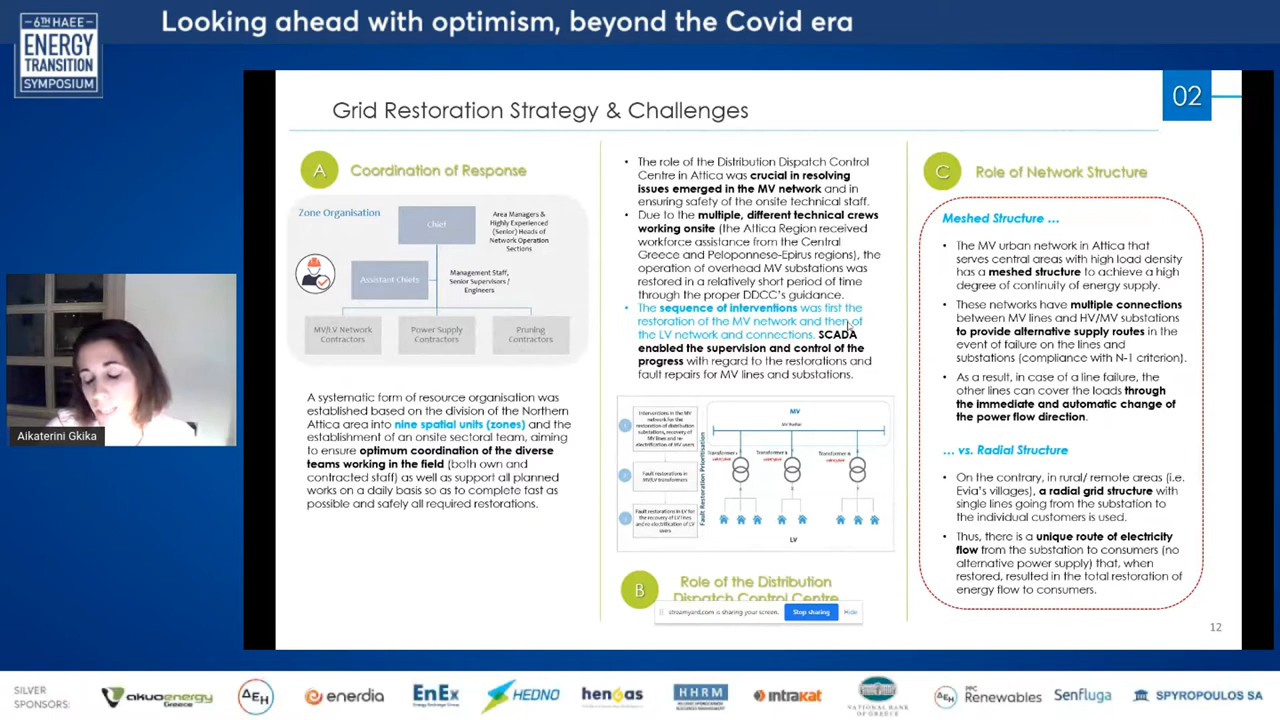 Looking ahead with optimism, beyond the Covid era
6TH HAEE
ENERGY
TRANSITION
SYMPOSIUM
Grid Restoration Strategy & Challenges
02
A
Coordination of Response
Zone Organisation
Chief
Area Managers &
Highly Experienced
(Senior) Heads of
Network Operation
Sections
Assistant Chiefs
Management Staff,
Senior Supervisors /
Engineers
MV/LV Network
Contractors
Power Supply
Contractors
Pruning
Contractors
A systematic form of resource organisation was
established based on the division of the Northern
Attica area into nine spatial units (zones) and the
establishment of an onsite sectoral team, aiming
to ensure optimum coordination of the diverse
teams working in the field (both own and
contracted staff) as well as support all planned
works on a daily basis so as to complete fast as
possible and safely all required restorations.
• The role of the Distribution Dispatch Control
Centre in Attica was crucial in resolving
issues emerged in the MV network and in
ensuring safety of the onsite technical staff.
• Due to the multiple, different technical crews
working onsite (the Attica Region received
workforce assistance from the Central
Greece and Peloponnese-Epirus regions), the
operation of overhead MV substations was
restored in a relatively short period of time
through the proper DDCC's guidance.
• The sequence of interventions was first the
restoration of the MV network and then of
the LV network and connections. SCADA
enabled the supervision and control of the
progress with regard to the restorations and
fault repairs for MV lines and substations.
Interventions in the MV
network for the
restoration of distribution
substations, recovery of
MV lines and re-
electrification of MV users
Fault restorations in
MV/LV transformers
Fault restorations in LV for
the recovery of LV lines
and re-electrification of LV
users
Fault Restoration Prioritization
MV
Transformer
Transformer
Transformer
LV
B
Role of the Distribution
Dispatch Control Centre
streamyard.com is sharing your screen.
Stop sharing
Hide
C
Role of Network Structure
Meshed Structure ...
• The MV urban network in Attica that
serves central areas with high load density
has a meshed structure to achieve a high
degree of continuity of energy supply.
• These networks have multiple connections
between MV lines and HV/MV substations
to provide alternative supply routes in the
event of failure on the lines and
substations (compliance with N-1 criterion).
• As a result, in case of a line failure, the
other lines can cover the loads through
the immediate and automatic change of
the power flow direction.
... vs. Radial Structure
• On the contrary, in rural/ remote areas (i.e.
Evia's villages), a radial grid structure with
single lines going from the substation to
the individual customers is used.
• Thus, there is a unique route of electricity
flow from the substation to consumers (no
alternative power supply) that, when
restored, resulted in the total restoration of
energy flow to consumers.
12
Aikaterini Gkika
SILVER
SPONSORS:
akuoenergy
Greece
ΔΕΗ
enerdia
EnEx
Energy Exchange Group
HEDNO
hengas
HHRM
intrakat
NATIONAL BANK
OF GREECE
ΔΕΗ
PPC
Renewables
Senfluga
SPYROPOULOS SA